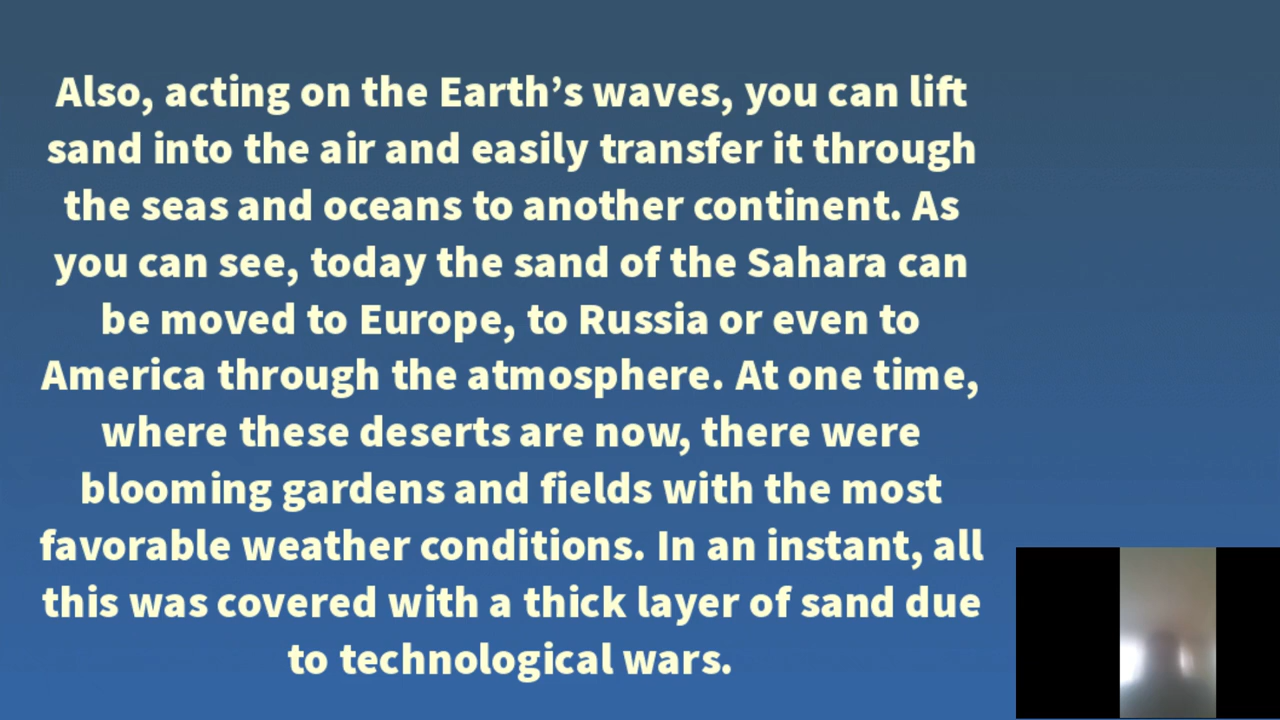 Also, acting on the Earth’s waves, you can lift
sand into the air and easily transfer it through
the seas and oceans to another continent. As
you can see, today the sand of the Sahara can
be moved to Europe, to Russia or even to
America through the atmosphere. At one time,
where these deserts are now, there were
blooming gardens and fields with the most
favorable weather conditions. In an instant, all
this was covered with a thick layer of sand due
to technological wars.